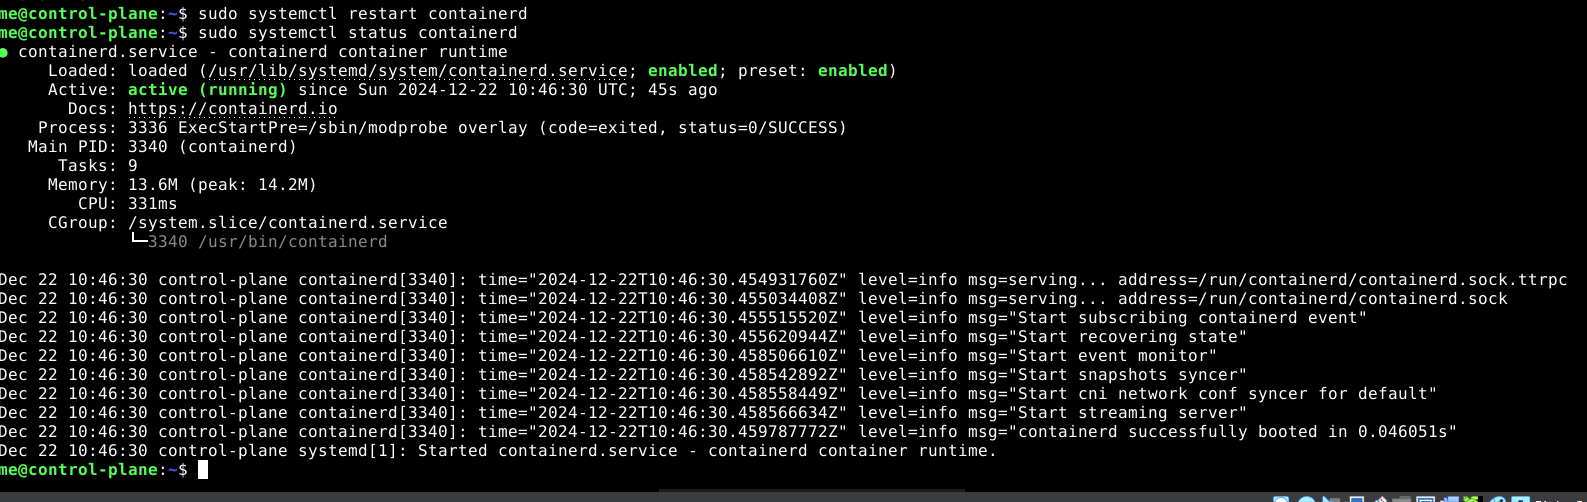 me@control-plane:~$ sudo systemctl restart containerd
me@control-plane:~$ sudo systemctl status containerd
● containerd.service - containerd container runtime
Loaded: loaded (/usr/lib/systemd/system/containerd.service; enabled; preset: enabled)
Active: active (running) since Sun 2024-12-22 10:46:30 UTC; 45s ago
Docs: https://containerd.io
Process: 3336 ExecStartPre=/sbin/modprobe overlay (code=exited, status=0/SUCCESS)
Main PID: 3340 (containerd)
Tasks: 9
Memory: 13.6M (peak: 14.2M)
CPU: 331ms
CGroup: /system.slice/containerd.service
└─3340 /usr/bin/containerd
Dec 22 10:46:30 control-plane containerd[3340]: time="2024-12-22T10:46:30.454931760Z" level=info msg=serving... address=/run/containerd/containerd.sock.ttrpc
Dec 22 10:46:30 control-plane containerd[3340]: time="2024-12-22T10:46:30.455034408Z" level=info msg=serving... address=/run/containerd/containerd.sock
Dec 22 10:46:30 control-plane containerd[3340]: time="2024-12-22T10:46:30.455515520Z" level=info msg="Start subscribing containerd event"
Dec 22 10:46:30 control-plane containerd[3340]: time="2024-12-22T10:46:30.455620944Z" level=info msg="Start recovering state"
Dec 22 10:46:30 control-plane containerd[3340]: time="2024-12-22T10:46:30.458506610Z" level=info msg="Start event monitor"
Dec 22 10:46:30 control-plane containerd[3340]: time="2024-12-22T10:46:30.458542892Z" level=info msg="Start snapshots syncer"
Dec 22 10:46:30 control-plane containerd[3340]: time="2024-12-22T10:46:30.458558449Z" level=info msg="Start cni network conf syncer for default"
Dec 22 10:46:30 control-plane containerd[3340]: time="2024-12-22T10:46:30.458566634Z" level=info msg="Start streaming server"
Dec 22 10:46:30 control-plane containerd[3340]: time="2024-12-22T10:46:30.459787772Z" level=info msg="containerd successfully booted in 0.046051s"
Dec 22 10:46:30 control-plane systemd[1]: Started containerd.service - containerd container runtime.
me@control-plane:~$